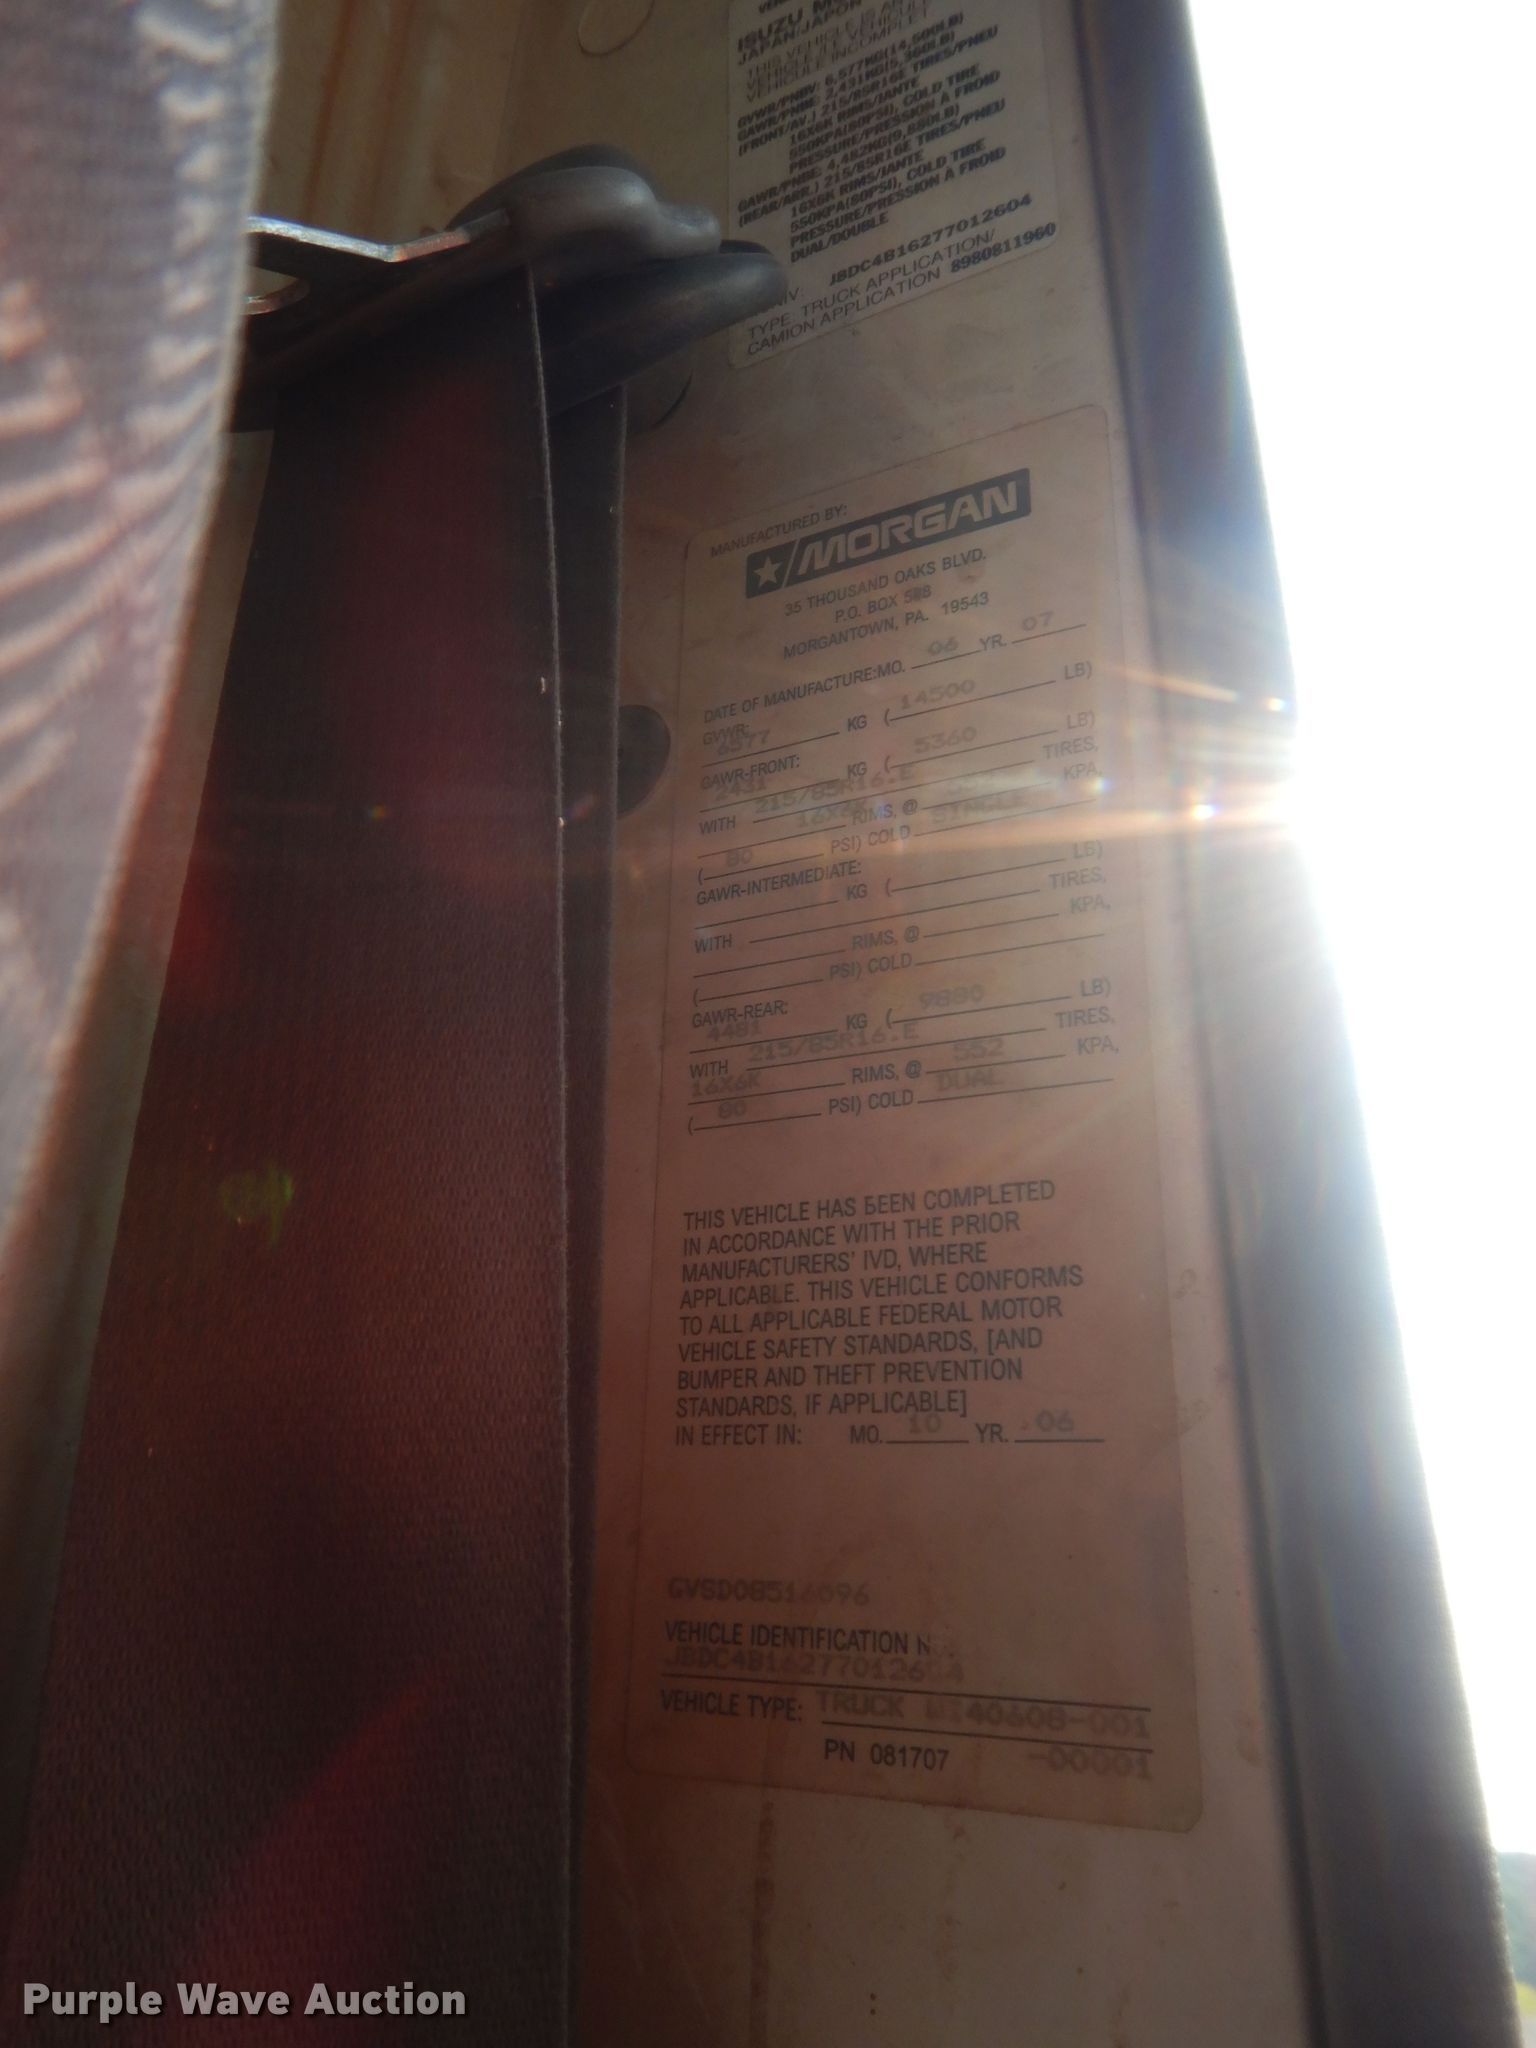 ISUZU
JAPAN/JAPON
THIS VEHICLE IS AN
VEHICLE /LE VEHICULE
VEHICULE INCOMPLET
GVWR/PNBV: 6,577KG(14,500LB)
GAWR/PNBE: 2,431KG(5,360LB)
(FRONT/AV.) 215/85R16E TIRES/PNEU
16X6K RIMS/JANTE
550KPA(80PSI), COLD TIRE
PRESSURE/PRESSION À FROID
GAWR/PNBE: 4,482KG(9,880LB)
(REAR/ARR.) 215/85R16E TIRES/PNEU
16X6K RIMS/JANTE
550KPA(80PSI), COLD TIRE
PRESSURE/PRESSION À FROID
DUAL/DOUBLE
JBDC4B16277012604
TYPE: TRUCK APPLICATION/
CAMION APPLICATION 8980811960
MANUFACTURED BY:
MORGAN
35 THOUSAND OAKS BLVD.
P.O. BOX 588
MORGANTOWN, PA. 19543
DATE OF MANUFACTURE:MO. 06 YR. 07
GVWR:
6577 KG (14500 LB)
GAWR-FRONT:
2431 KG (5360 LB)
WITH 215/85R16.E TIRES,
16X6K RIMS, @ KPA,
(80 PSI) COLD SINGLE
GAWR-INTERMEDIATE:
KG ( LB)
WITH TIRES,
RIMS, @ KPA,
( PSI) COLD
GAWR-REAR:
4481 KG (9880 LB)
WITH 215/85R16.E TIRES,
16X6K RIMS, @ 552 KPA,
(80 PSI) COLD DUAL
THIS VEHICLE HAS BEEN COMPLETED
IN ACCORDANCE WITH THE PRIOR
MANUFACTURERS' IVD, WHERE
APPLICABLE. THIS VEHICLE CONFORMS
TO ALL APPLICABLE FEDERAL MOTOR
VEHICLE SAFETY STANDARDS, [AND
BUMPER AND THEFT PREVENTION
STANDARDS, IF APPLICABLE]
IN EFFECT IN: MO. 10 YR. 06
GVSD08516096
VEHICLE IDENTIFICATION
JBDC4B16277012604
VEHICLE TYPE: TRUCK WT40608-001
PN 081707 -00001
Purple Wave Auction